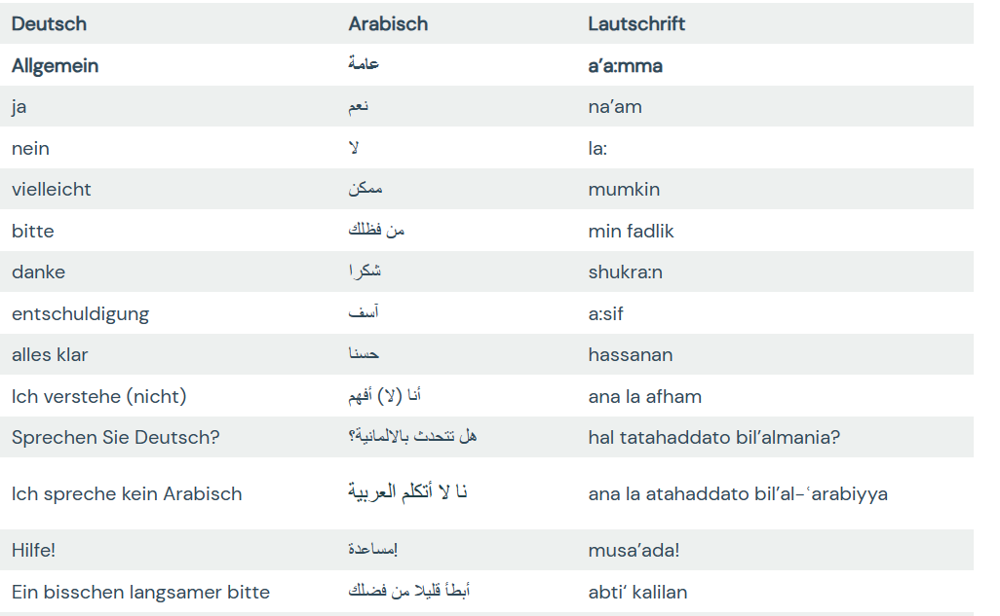 Deutsch Arabisch Lautschrift
Allgemein عامة a’a:mma
ja نعم na’am
nein لا la:
vielleicht ممكن mumkin
bitte من فظلك min fadlik
danke شكرا shukra:n
entschuldigung آسف a:sif
alles klar حسنا hassanan
Ich verstehe (nicht) أنا (لا) أفهم ana la afham
Sprechen Sie Deutsch? هل تتحدث بالالمانية؟ hal tatahaddato bil’almania?
Ich spreche kein Arabisch نا لا أتكلم العربية ana la atahaddato bil’al-ʿarabiyya
Hilfe! مساعدة! musa’ada!
Ein bisschen langsamer bitte أبطأ قليلا من فضلك abti‘ kalilan